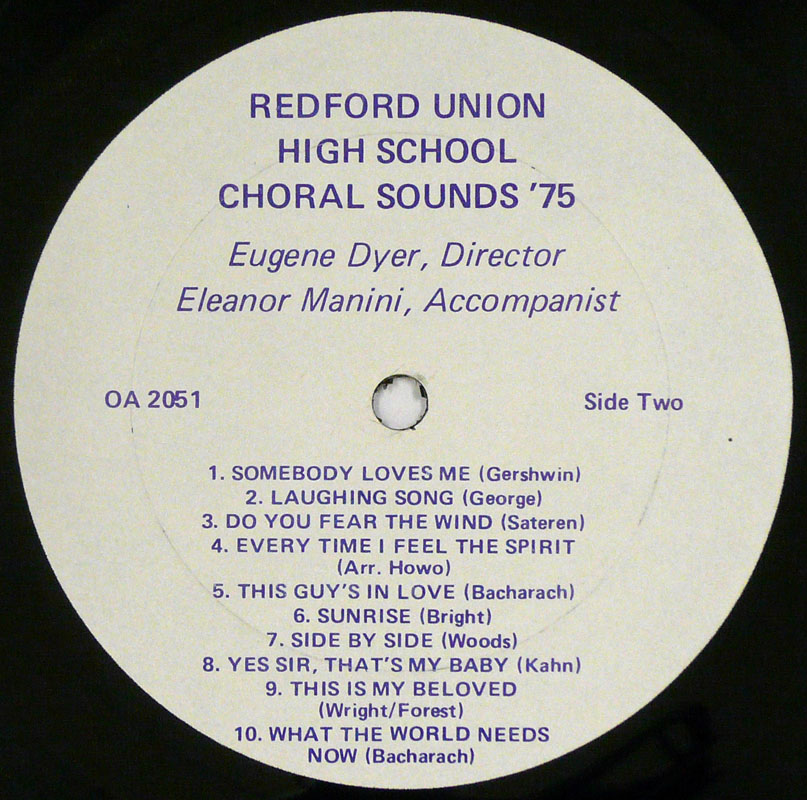 REDFORD UNION
HIGH SCHOOL
CHORAL SOUNDS '75
Eugene Dyer, Director
Eleanor Manini, Accompanist
OA 2051
Side Two
1. SOMEBODY LOVES ME (Gershwin)
2. LAUGHING SONG (George)
3. DO YOU FEAR THE WIND (Sateren)
4. EVERY TIME I FEEL THE SPIRIT
(Arr. Howo)
5. THIS GUY'S IN LOVE (Bacharach)
6. SUNRISE (Bright)
7. SIDE BY SIDE (Woods)
8. YES SIR, THAT'S MY BABY (Kahn)
9. THIS IS MY BELOVED
(Wright/Forest)
10. WHAT THE WORLD NEEDS
NOW (Bacharach)